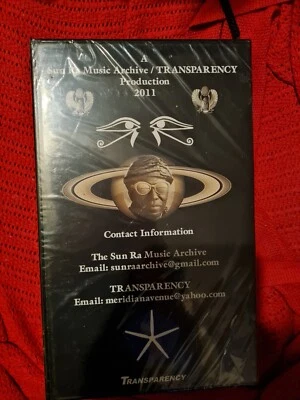 A
Sun Ra Music Archive / TRANSPARENCY
Production
2011
Contact Information
The Sun Ra Music Archive
Email: sunraarchive@gmail.com
TRANSPARENCY
Email: meridianavenue@yahoo.com
TRANSPARENCY